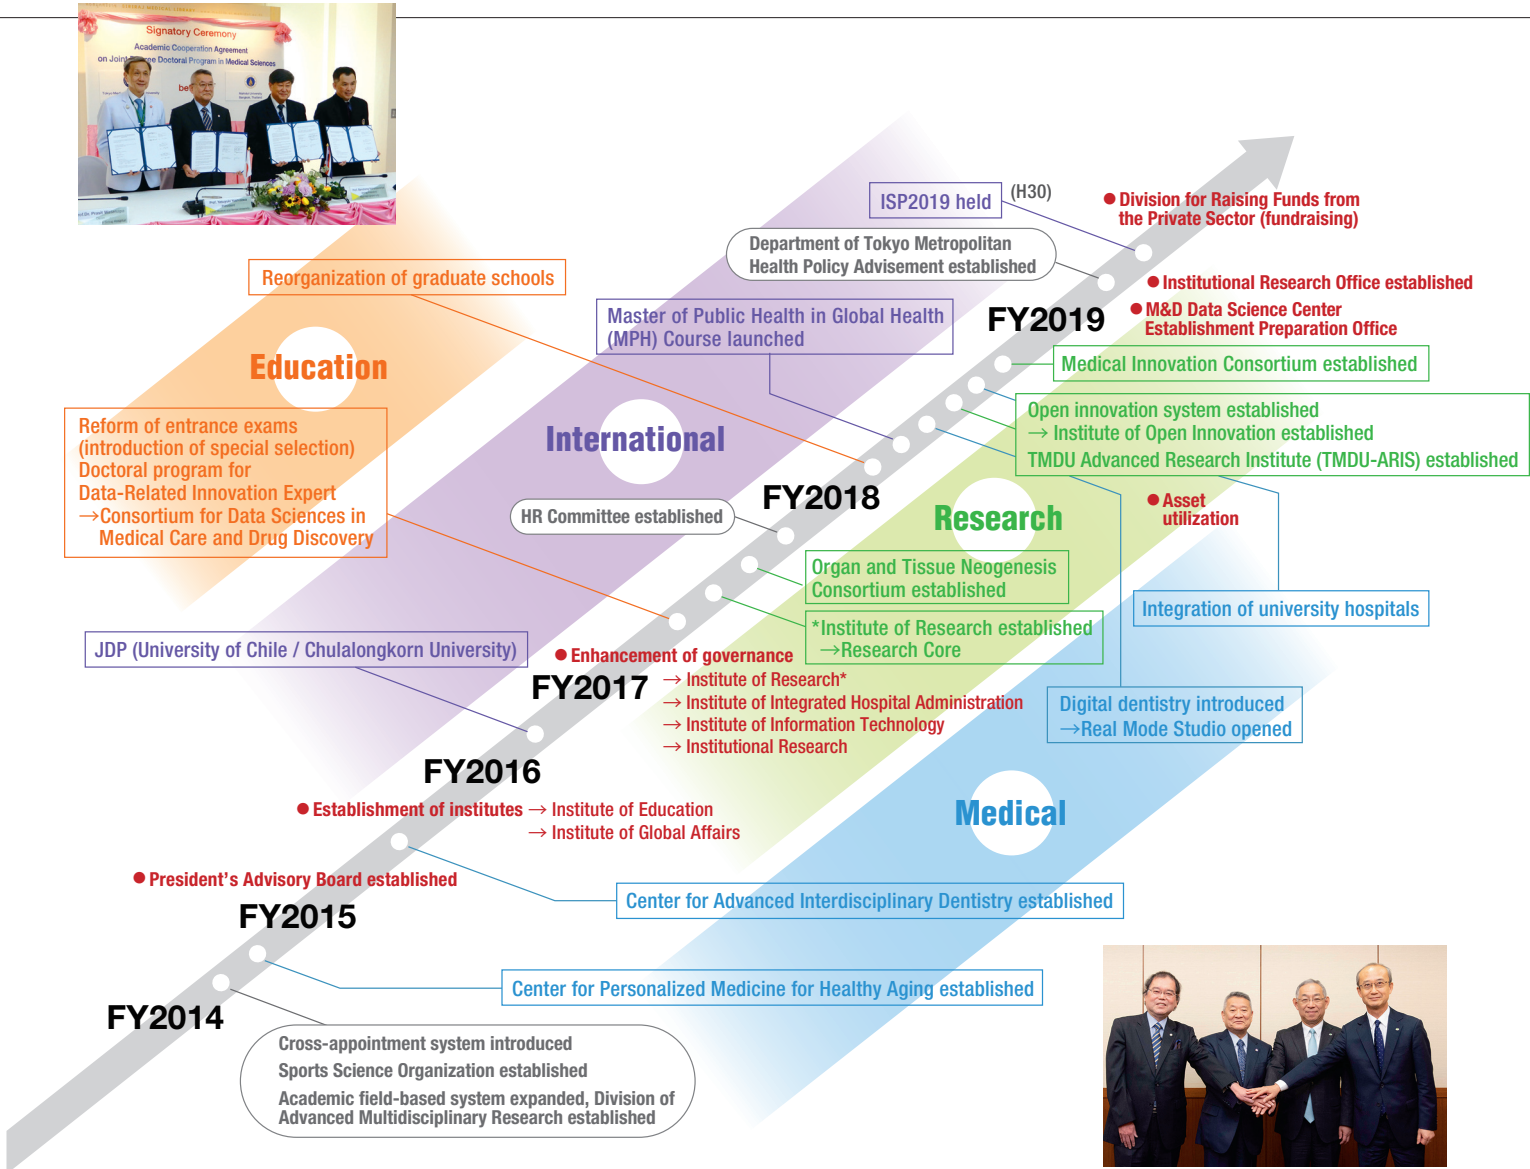 Signatory Ceremony
Academic Cooperation Agreement
on Joint Degree Doctoral Program in Medical Sciences
ISP2019 held
(H30)
● Division for Raising Funds from
the Private Sector (fundraising)
Department of Tokyo Metropolitan
Health Policy Advisement established
Reorganization of graduate schools
● Institutional Research Office established
Master of Public Health in Global Health
(MPH) Course launched
FY2019
● M&D Data Science Center
Establishment Preparation Office
Education
Medical Innovation Consortium established
Reform of entrance exams
(introduction of special selection)
Doctoral program for
Data-Related Innovation Expert
→Consortium for Data Sciences in
Medical Care and Drug Discovery
International
Open innovation system established
→ Institute of Open Innovation established
TMDU Advanced Research Institute (TMDU-ARIS) established
FY2018
HR Committee established
Research
● Asset
utilization
Organ and Tissue Neogenesis
Consortium established
Integration of university hospitals
*Institute of Research established
→Research Core
JDP (University of Chile / Chulalongkorn University)
● Enhancement of governance
FY2017
→ Institute of Research*
→ Institute of Integrated Hospital Administration
→ Institute of Information Technology
→ Institutional Research
Digital dentistry introduced
→Real Mode Studio opened
FY2016
● Establishment of institutes → Institute of Education
→ Institute of Global Affairs
Medical
● President's Advisory Board established
FY2015
Center for Advanced Interdisciplinary Dentistry established
Center for Personalized Medicine for Healthy Aging established
FY2014
Cross-appointment system introduced
Sports Science Organization established
Academic field-based system expanded, Division of
Advanced Multidisciplinary Research established